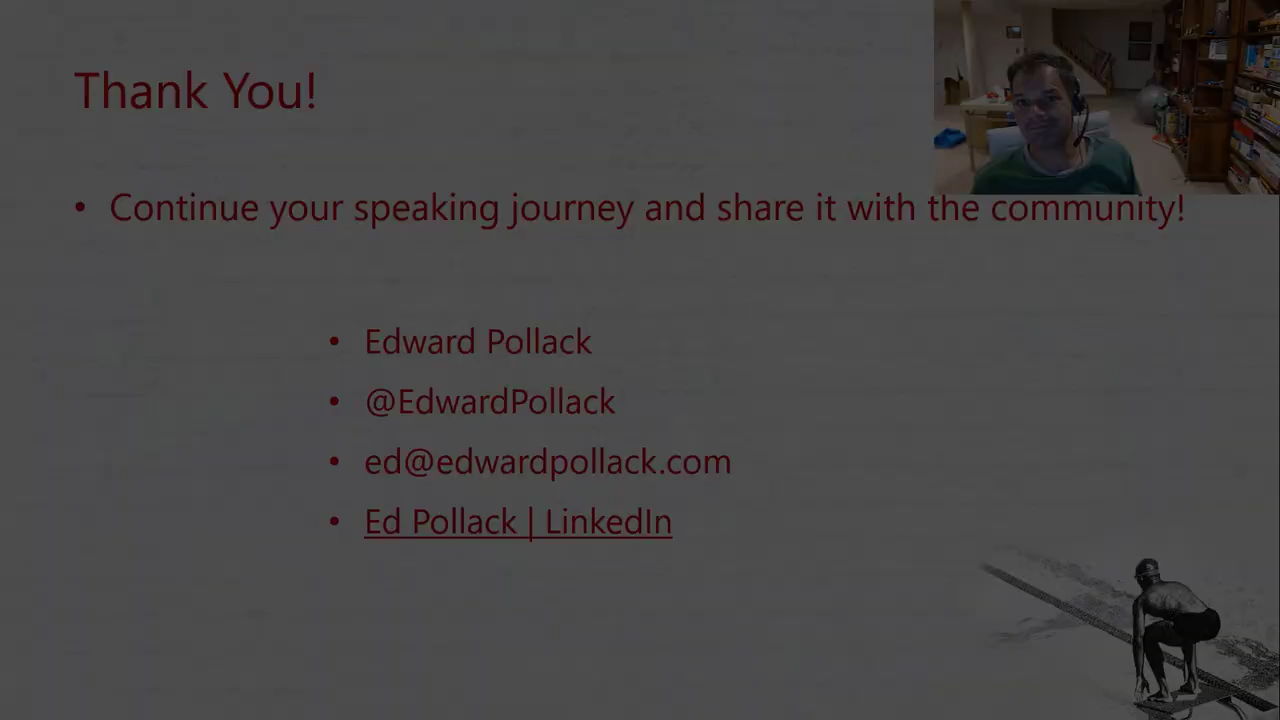 Thank You!
• Continue your speaking journey and share it with the community!
• Edward Pollack
• @EdwardPollack
• ed@edwardpollack.com
• Ed Pollack | LinkedIn